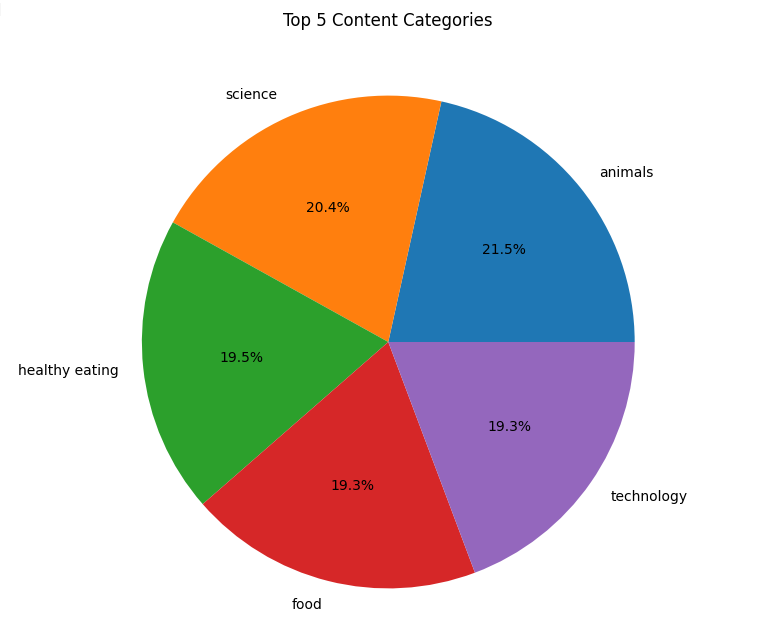 Top 5 Content Categories
science
animals
20.4%
21.5%
healthy eating
19.5%
19.3%
19.3%
technology
food